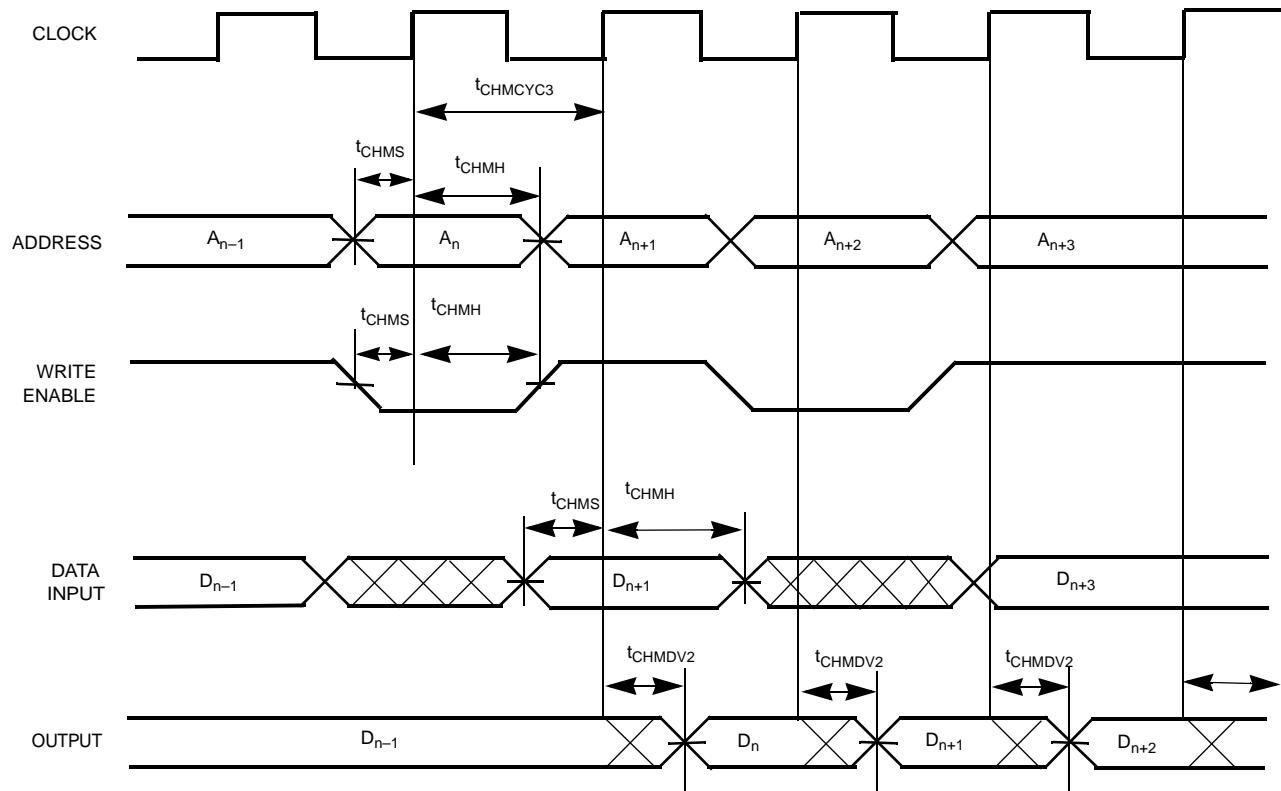 CLOCK
tCHMCYC3
tCHMS
tCHMH
ADDRESS
An–1
An
An+1
An+2
An+3
tCHMS
tCHMH
WRITE
ENABLE
tCHMS
tCHMH
DATA
INPUT
Dn–1
Dn+1
Dn+3
tCHMDV2
tCHMDV2
tCHMDV2
OUTPUT
Dn–1
Dn
Dn+1
Dn+2